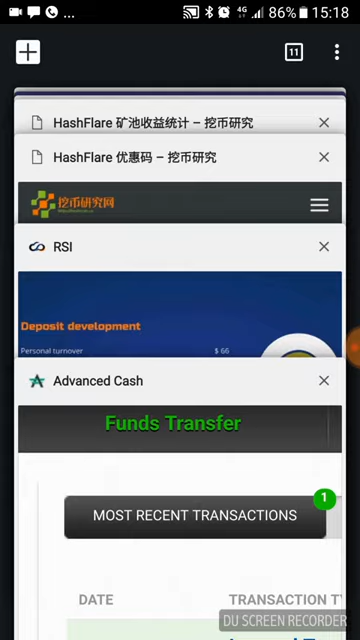 4G 86% 15:18
11
HashFlare 矿池收益统计 – 挖币研究
HashFlare 优惠码 – 挖币研究
挖币研究网
RSI
Deposit development
Personal turnover $ 66
Advanced Cash
Funds Transfer
1
MOST RECENT TRANSACTIONS
DATE TRANSACTION TY
DU SCREEN RECORDER